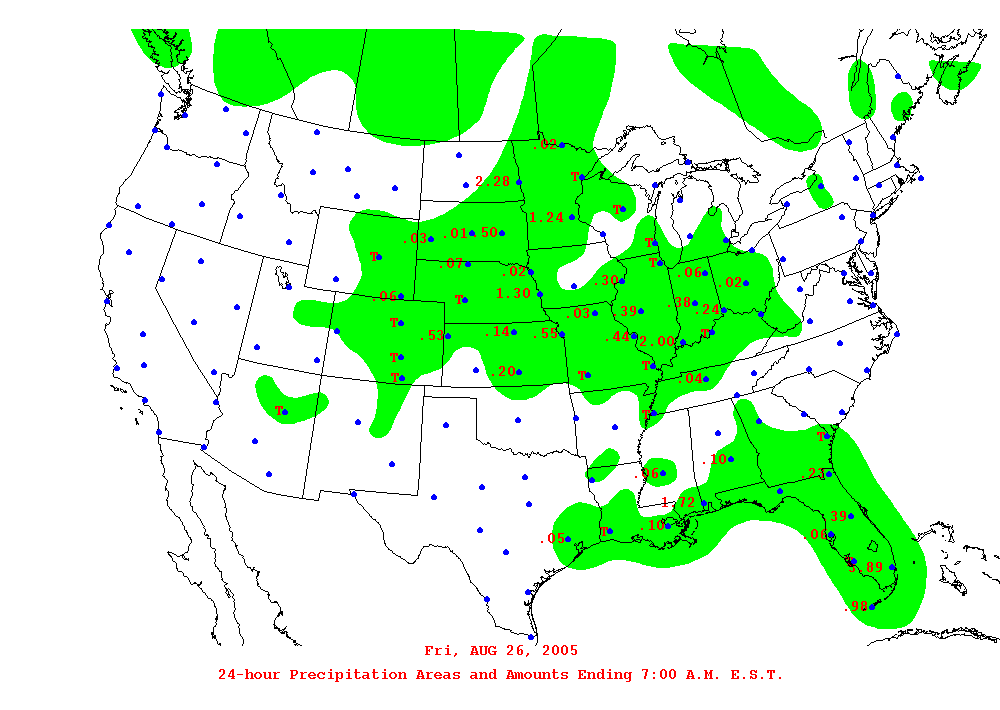 .02
2.28
T
T
1.24
.03
.01
.50
T
T
T
.07
.02
.06
.02
.30
.06
1.30
.38
T
.03
.39
.24
T
.53
.14
.55
.44
2.00
T
T
T
.20
T
.04
T
T
T
T
.10
.06
.23
1.72
.39
.10
T
.05
.06
3.89
.98
Fri, AUG 26, 2005
24-hour Precipitation Areas and Amounts Ending 7:00 A.M. E.S.T.